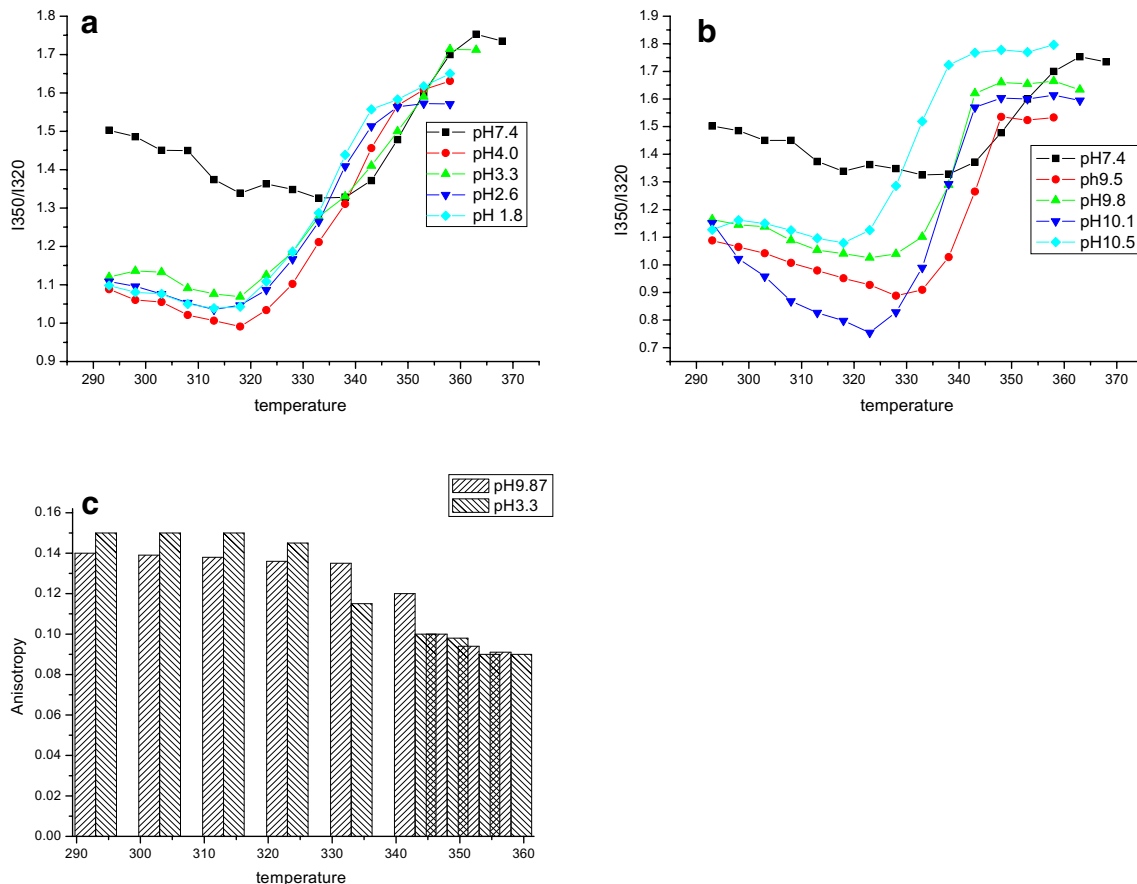 a
1.8
1.7
1.6
1.5
1.4
1.3
1.2
1.1
1.0
0.9
I350/I320
290 300 310 320 330 340 350 360 370
temperature
pH7.4
pH4.0
pH3.3
pH2.6
pH 1.8
b
1.8
1.7
1.6
1.5
1.4
1.3
1.2
1.1
1.0
0.9
0.8
0.7
I350/I320
290 300 310 320 330 340 350 360 370
temperature
pH7.4
ph9.5
pH9.8
pH10.1
pH10.5
c
pH9.87
pH3.3
0.16
0.14
0.12
0.10
0.08
0.06
0.04
0.02
0.00
Anisotropy
290 300 310 320 330 340 350 360
temperature